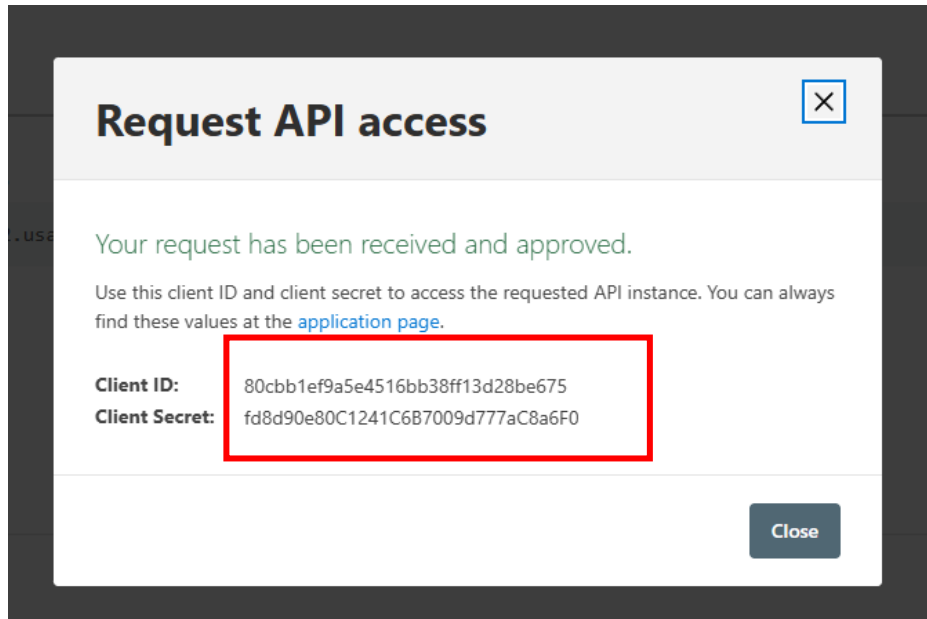 Request API access
.usa
Your request has been received and approved.
Use this client ID and client secret to access the requested API instance. You can always
find these values at the application page.
Client ID: 80cbb1ef9a5e4516bb38ff13d28be675
Client Secret: fd8d90e80C1241C6B7009d777aC8a6F0
Close